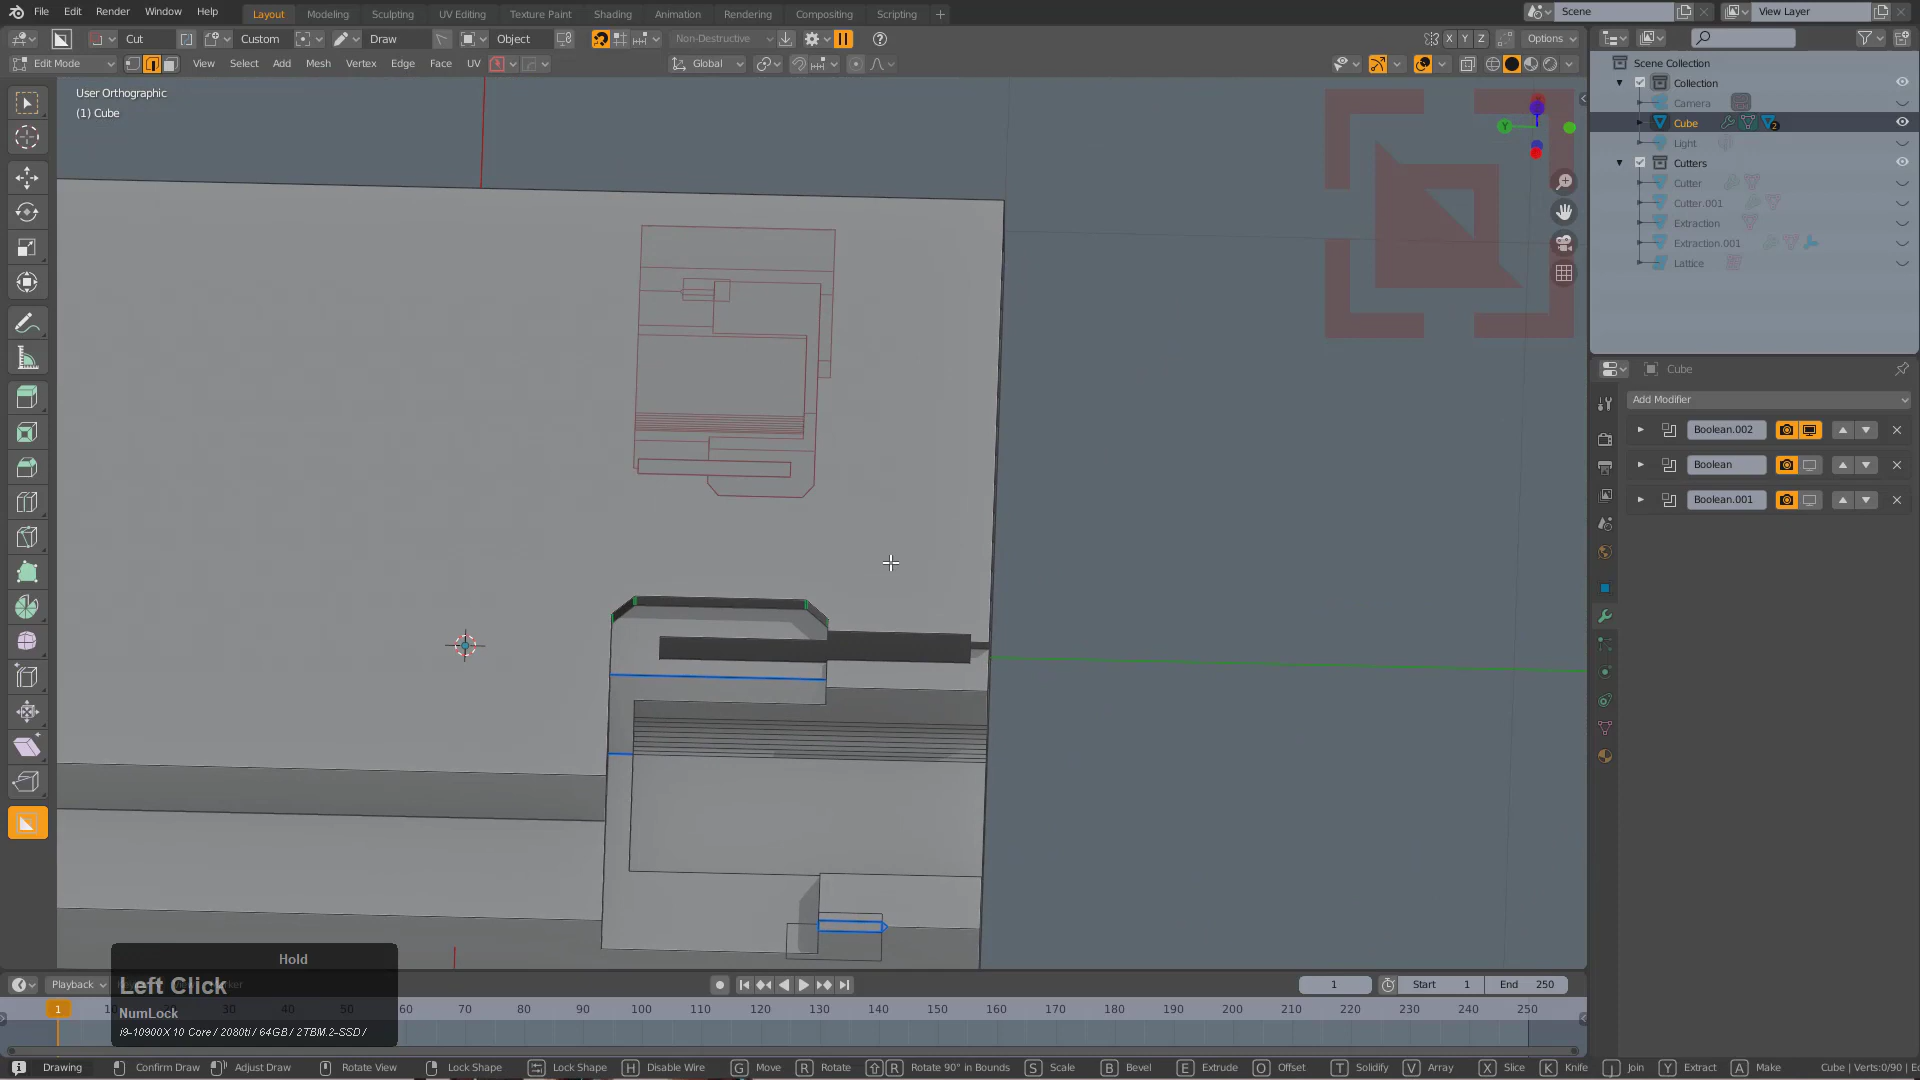 File Edit Render Window Help Layout Modeling Sculpting UV Editing Texture Paint Shading Animation Rendering Compositing Scripting Scene View Layer
Cut Custom Draw Object Non-Destructive X Y Z Options
Edit Mode View Select Add Mesh Vertex Edge Face UV Global
User Orthographic
(1) Cube
Y
Scene Collection
Collection
Camera
Cube 2
Light
Cutters
Cutter
Cutter.001
Extraction
Extraction.001
Lattice
Cube
Add Modifier
Boolean.002
Boolean
Boolean.001
Hold
Left Click
NumLock
i9-10900X 10 Core / 2080ti / 64GB / 2TBM.2-SSD /
Playback 1 Start 1 End 250
1 70 80 90 100 110 120 130 140 150 160 170 180 190 200 210 220 230 240 250
Drawing Confirm Draw Adjust Draw Rotate View Lock Shape Lock Shape H Disable Wire G Move R Rotate R Rotate 90° in Bounds S Scale B Bevel E Extrude O Offset T Solidify V Array X Slice K Knife J Join Y Extract A Make Cube | Verts:0/90 | E